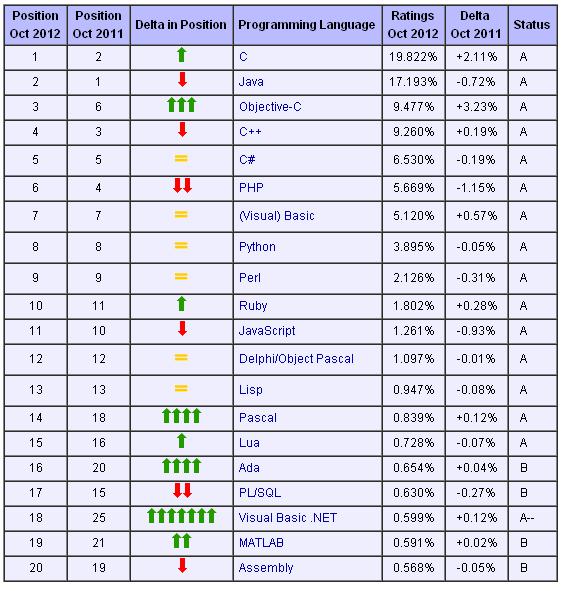 Position Oct 2012 Position Oct 2011 Delta in Position Programming Language Ratings Oct 2012 Delta Oct 2011 Status
1 2 C 19.822% +2.11% A
2 1 Java 17.193% -0.72% A
3 6 Objective-C 9.477% +3.23% A
4 3 C++ 9.260% +0.19% A
5 5 = C# 6.530% -0.19% A
6 4 PHP 5.669% -1.15% A
7 7 = (Visual) Basic 5.120% +0.57% A
8 8 = Python 3.895% -0.05% A
9 9 = Perl 2.126% -0.31% A
10 11 Ruby 1.802% +0.28% A
11 10 JavaScript 1.261% -0.93% A
12 12 = Delphi/Object Pascal 1.097% -0.01% A
13 13 = Lisp 0.947% -0.08% A
14 18 Pascal 0.839% +0.12% A
15 16 Lua 0.728% -0.07% A
16 20 Ada 0.654% +0.04% B
17 15 PL/SQL 0.630% -0.27% B
18 25 Visual Basic .NET 0.599% +0.12% A--
19 21 MATLAB 0.591% +0.02% B
20 19 Assembly 0.568% -0.05% B